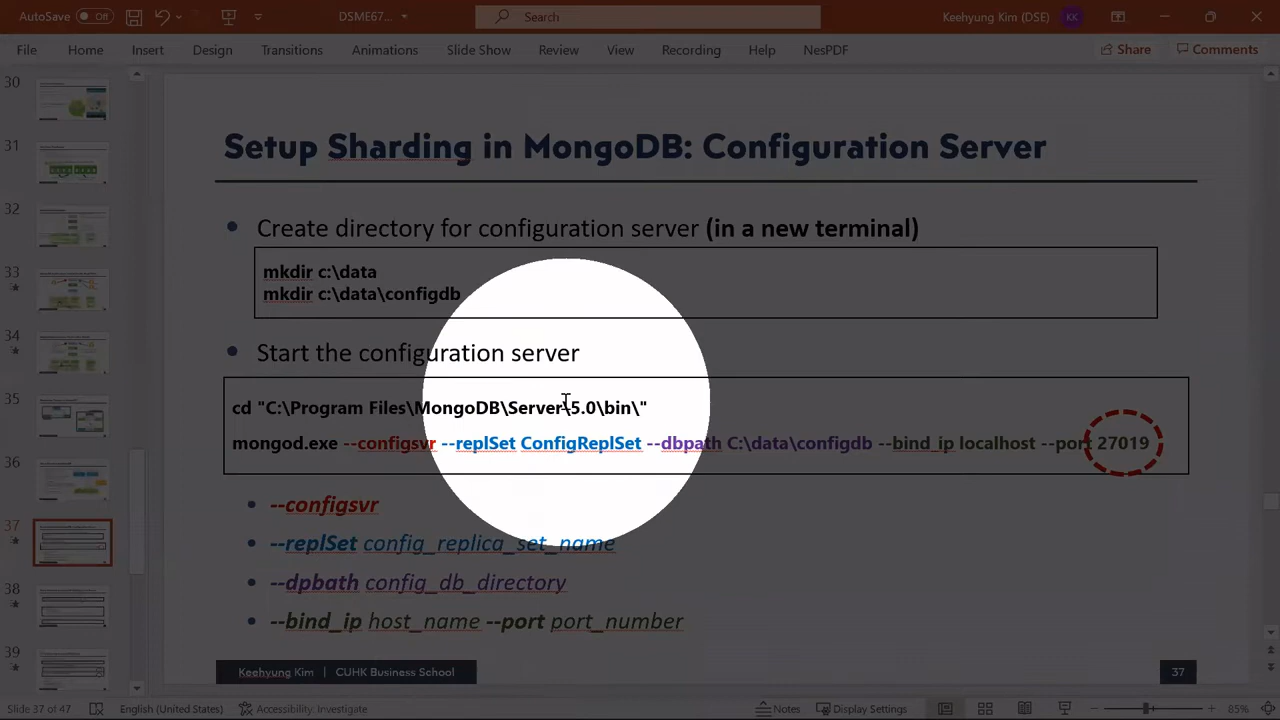 AutoSave Off DSME67... Search Keehyung Kim (DSE) KK
File Home Insert Design Transitions Animations Slide Show Review View Recording Help NesPDF Share Comments
30
31
32
33
34
35
36
37
38
39
Setup Sharding in MongoDB: Configuration Server
Create directory for configuration server (in a new terminal)
mkdir c:\data
mkdir c:\data\configdb
Start the configuration server
cd "C:\Program Files\MongoDB\Server\5.0\bin\"
mongod.exe --configsvr --replSet ConfigReplSet --dbpath C:\data\configdb --bind_ip localhost --port 27019
--configsvr
--replSet config_replica_set_name
--dpbath config_db_directory
--bind_ip host_name --port port_number
Keehyung Kim | CUHK Business School 37
Slide 37 of 47 English (United States) Accessibility: Investigate Notes Display Settings 85%